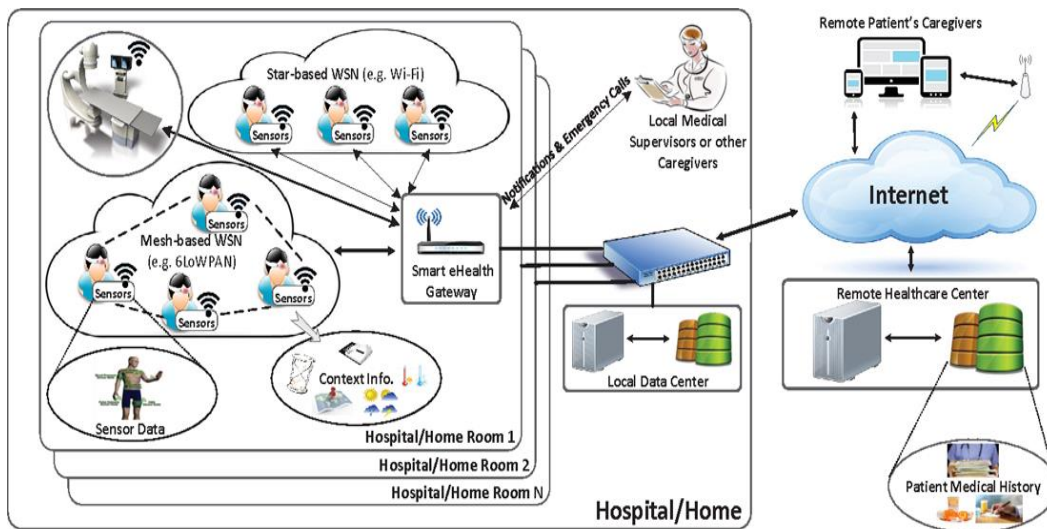 Star-based WSN (e.g. Wi-Fi)
Sensors
Sensors
Sensors
Mesh-based WSN
(e.g. 6LoWPAN)
Sensors
Sensors
Sensors
Sensors
Smart eHealth
Gateway
Notifications & Emergency Calls
Local Medical
Supervisors or other
Caregivers
Sensor Data
Context Info.
Hospital/Home Room 1
Hospital/Home Room 2
Hospital/Home Room N
Local Data Center
Hospital/Home
Remote Patient's Caregivers
Internet
Remote Healthcare Center
Patient Medical History